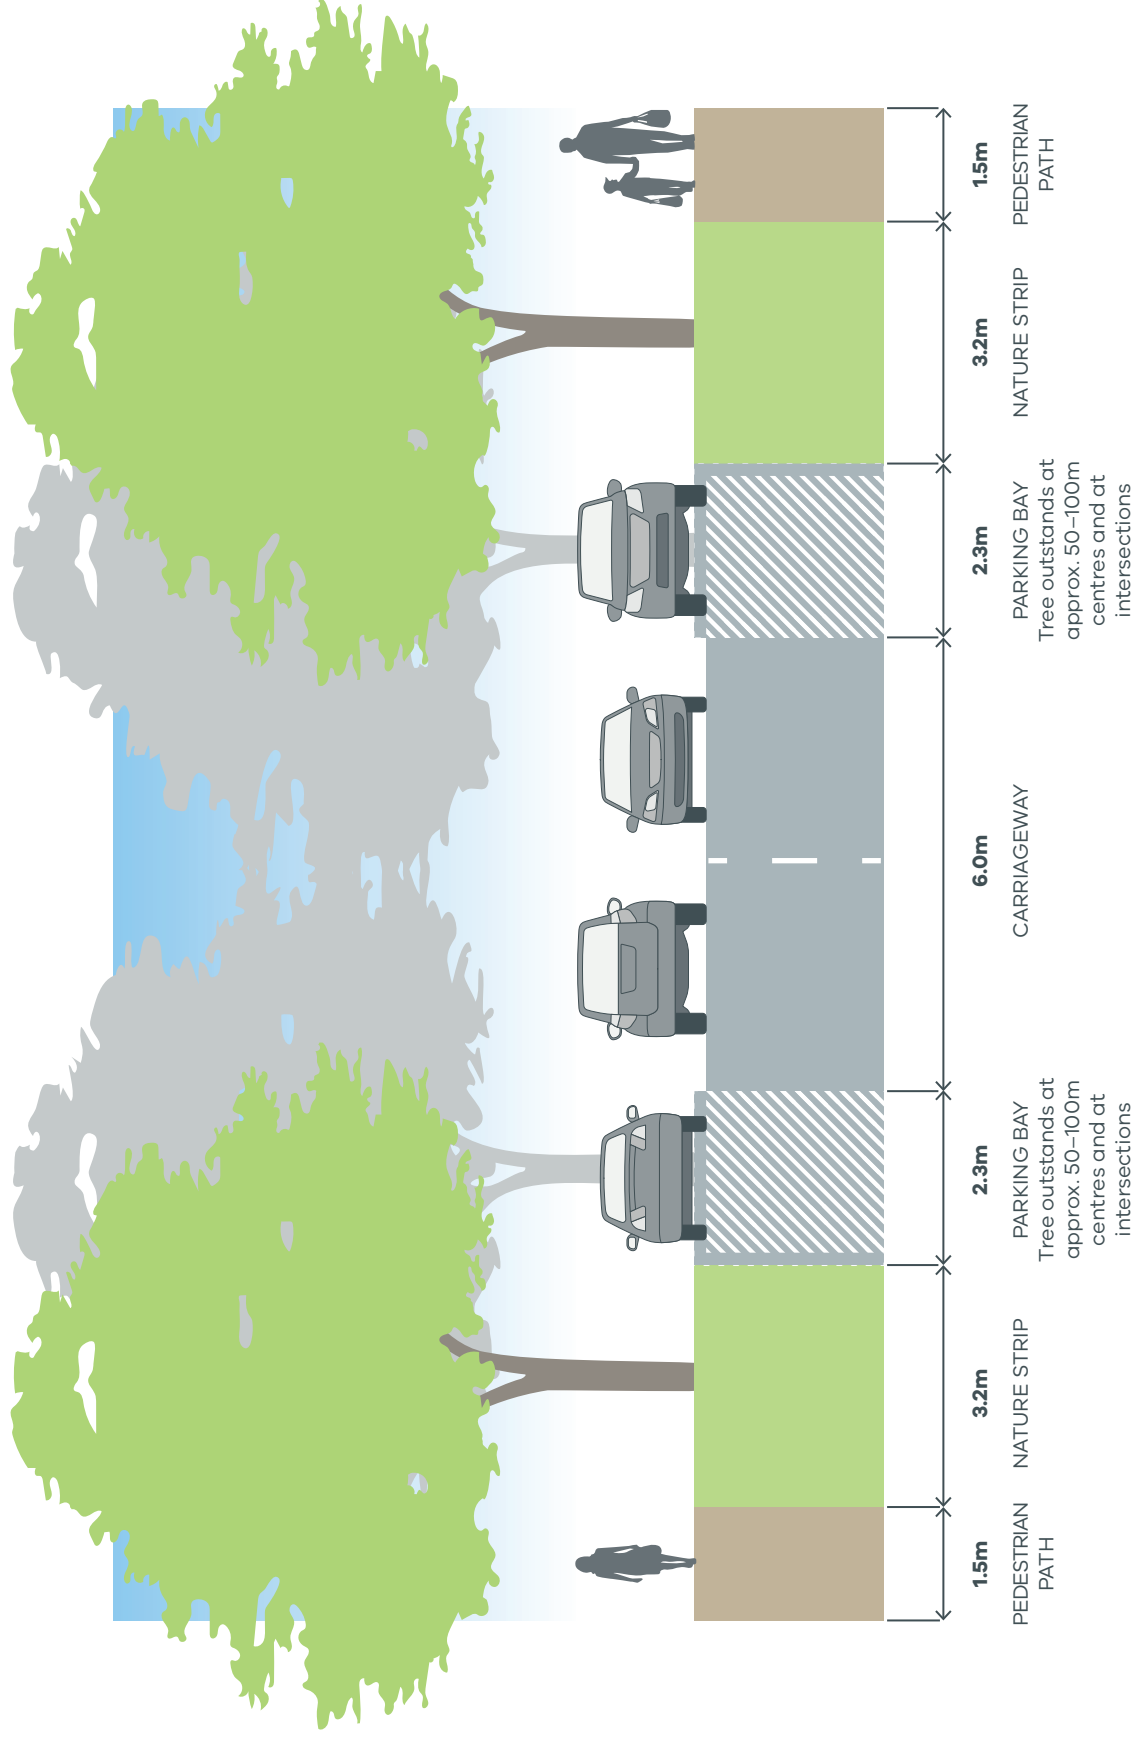 1.5m
PEDESTRIAN
PATH
3.2m
NATURE STRIP
2.3m
PARKING BAY
Tree outstands at
approx. 50–100m
centres and at
intersections
6.0m
CARRIAGEWAY
2.3m
PARKING BAY
Tree outstands at
approx. 50–100m
centres and at
intersections
3.2m
NATURE STRIP
1.5m
PEDESTRIAN
PATH